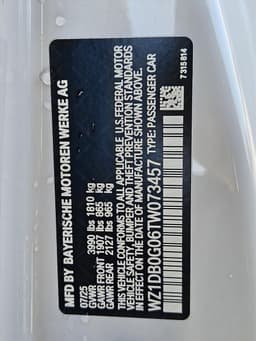 MFD BY BAYERISCHE MOTOREN WERKE AG
07/25
GVWR 3990 lbs 1810 kg
GAWR FRONT 1907 lbs 865 kg
GAWR REAR 2127 lbs 965 kg
THIS VEHICLE CONFORMS TO ALL APPLICABLE U.S. FEDERAL MOTOR
VEHICLE SAFETY, BUMPER AND THEFT PREVENTION STANDARDS
IN EFFECT ON THE DATE OF MANUFACTURE SHOWN ABOVE.
WZ1DB0G06TW073457 TYPE: PASSENGER CAR
7315814